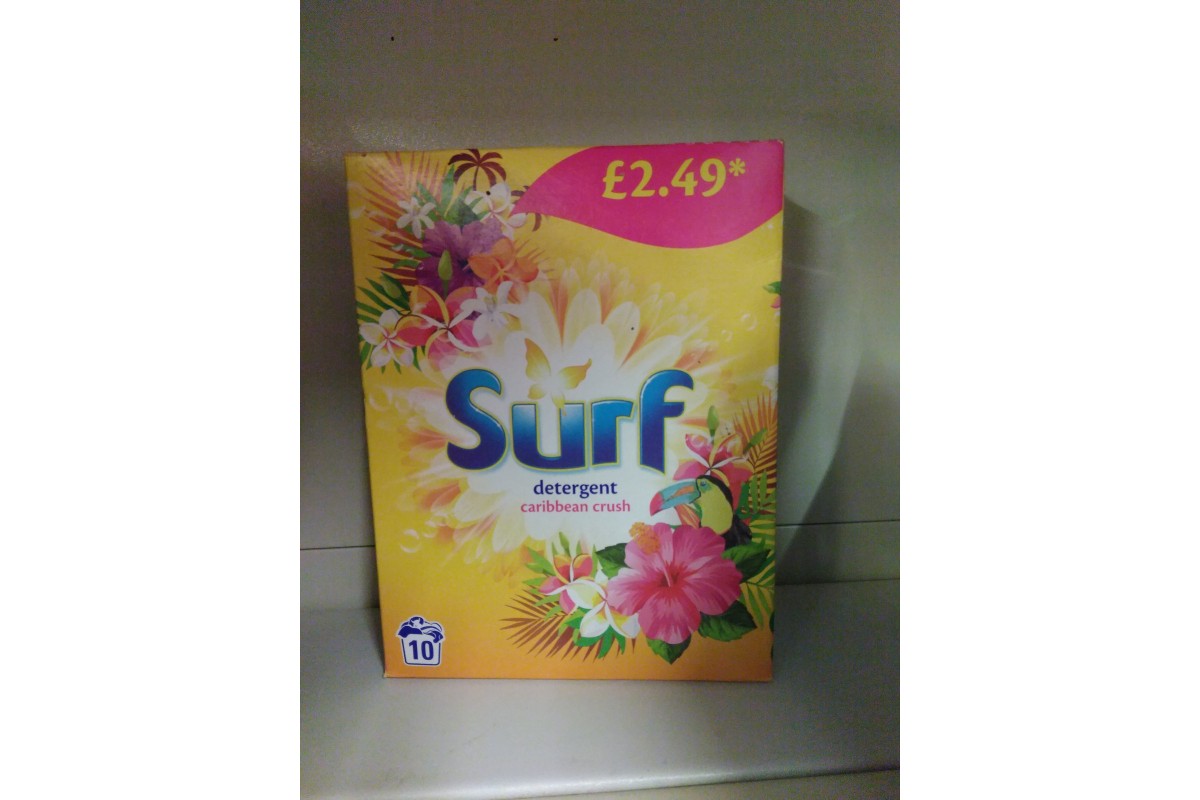 £2.49*
Surf
detergent
caribbean crush
10